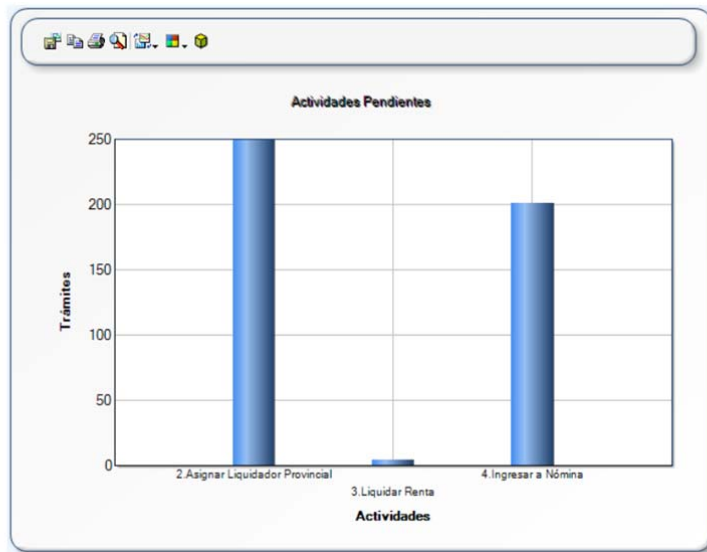 Actividades Pendientes
250
200
150
100
50
0
Trámites
2.Asignar Liquidador Provincial
3.Liquidar Renta
4.Ingresar a Nómina
Actividades